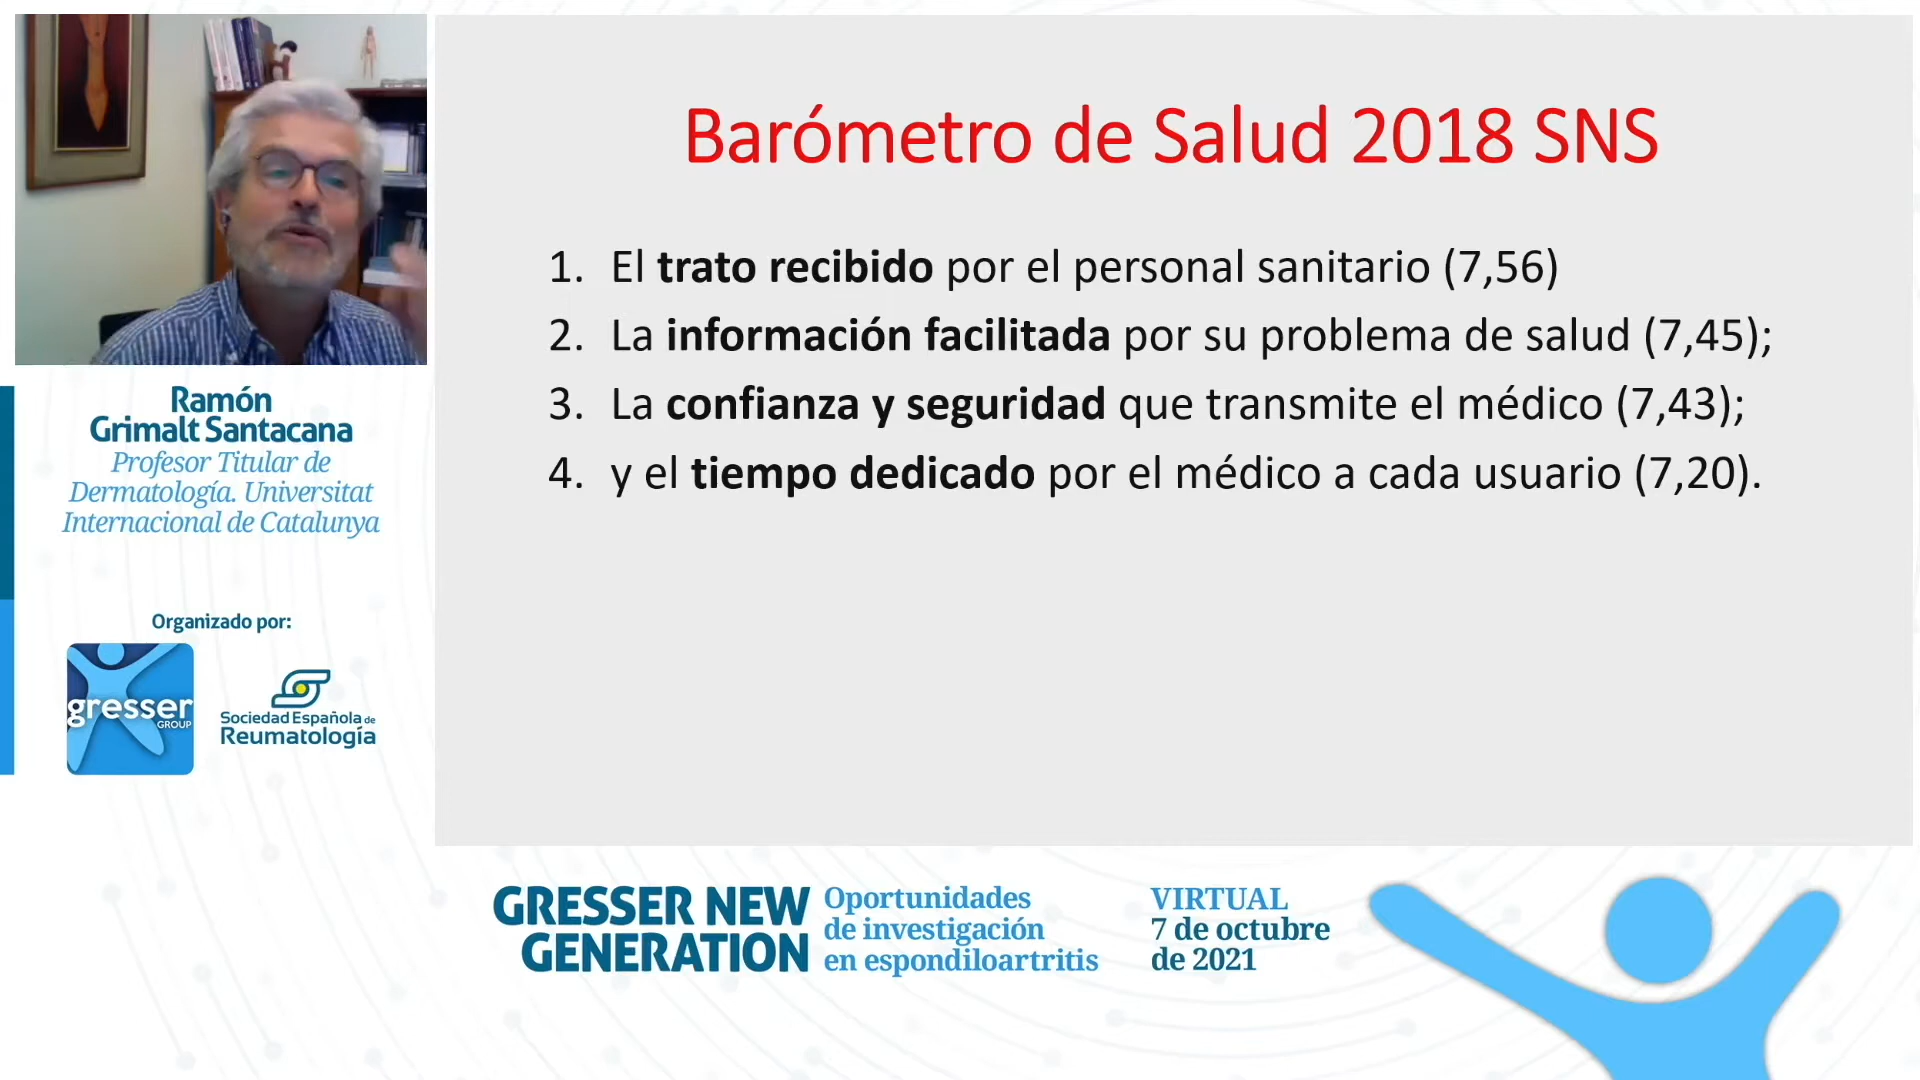 Barómetro de Salud 2018 SNS
1. El trato recibido por el personal sanitario (7,56)
2. La información facilitada por su problema de salud (7,45);
3. La confianza y seguridad que transmite el médico (7,43);
4. y el tiempo dedicado por el médico a cada usuario (7,20).
Ramón
Grimalt Santacana
Profesor Titular de
Dermatología. Universitat
Internacional de Catalunya
Organizado por:
gresser
GROUP
Sociedad Española de
Reumatología
GRESSER NEW
GENERATION
Oportunidades
de investigación
en espondiloartritis
VIRTUAL
7 de octubre
de 2021